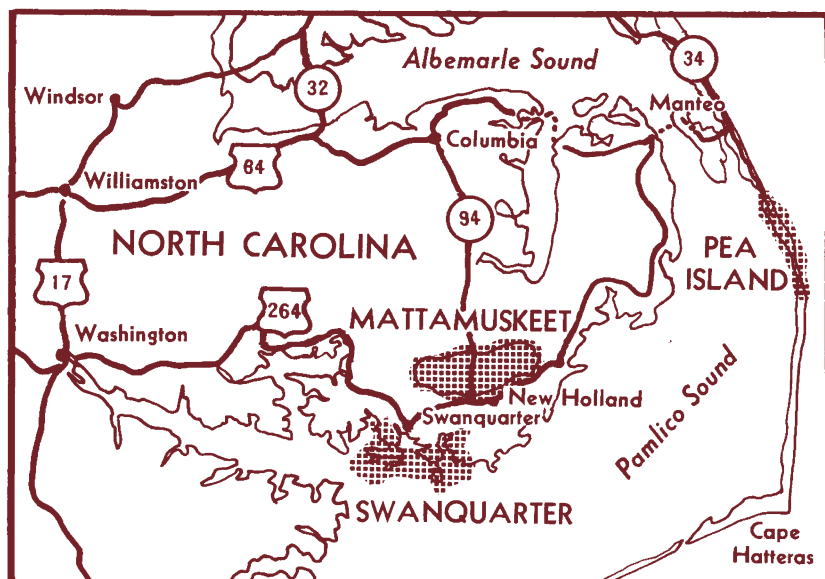 Albemarle Sound
34
32
Windsor
Manteo
Columbia
64
Williamston
94
NORTH CAROLINA
PEA
ISLAND
17
264
MATTAMUSKEET
Washington
New Holland
Swanquarter
Pamlico Sound
SWANQUARTER
Cape
Hatteras